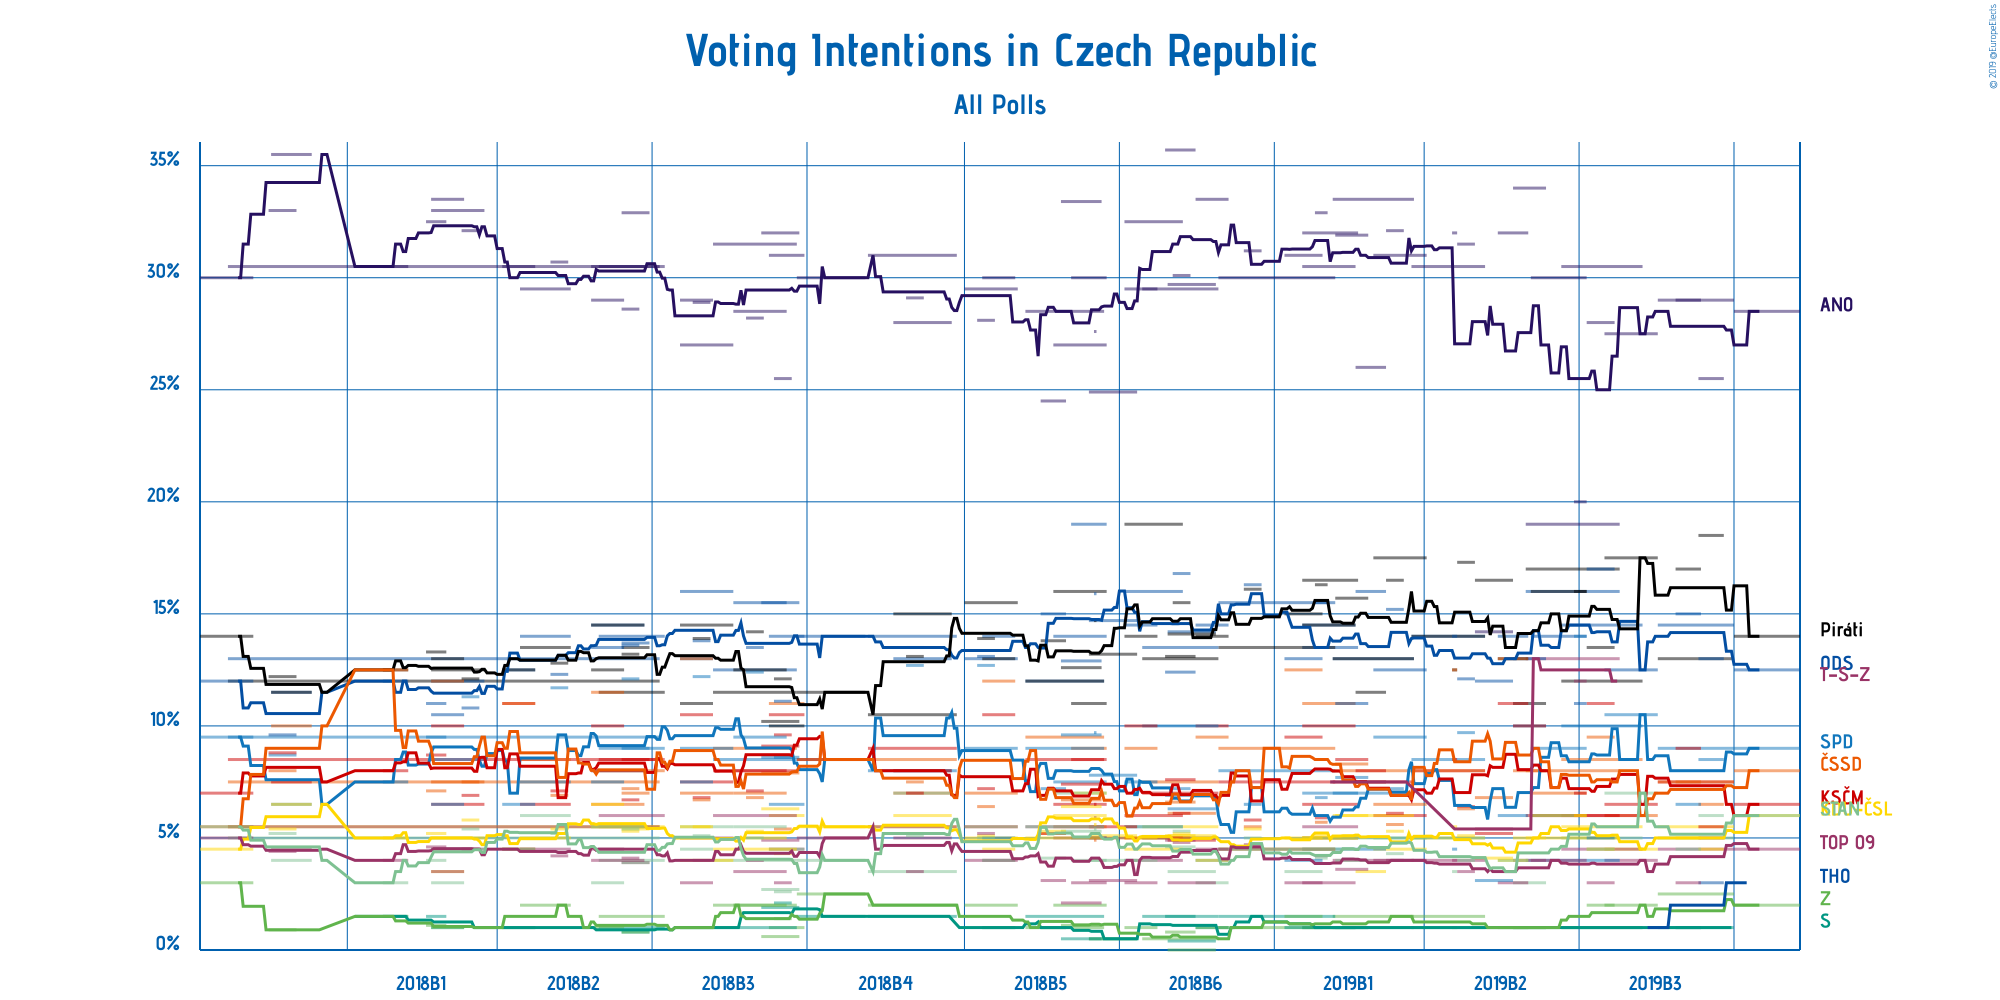 © 2019 @EuropeElects
Voting Intentions in Czech Republic
All Polls
35%
30%
25%
20%
15%
10%
5%
0%
ANO
Piráti
ODS
T-S-Z
SPD
ČSSD
KSČM
STAN
KDU-ČSL
TOP 09
THO
Z
S
2018B1
2018B2
2018B3
2018B4
2018B5
2018B6
2019B1
2019B2
2019B3